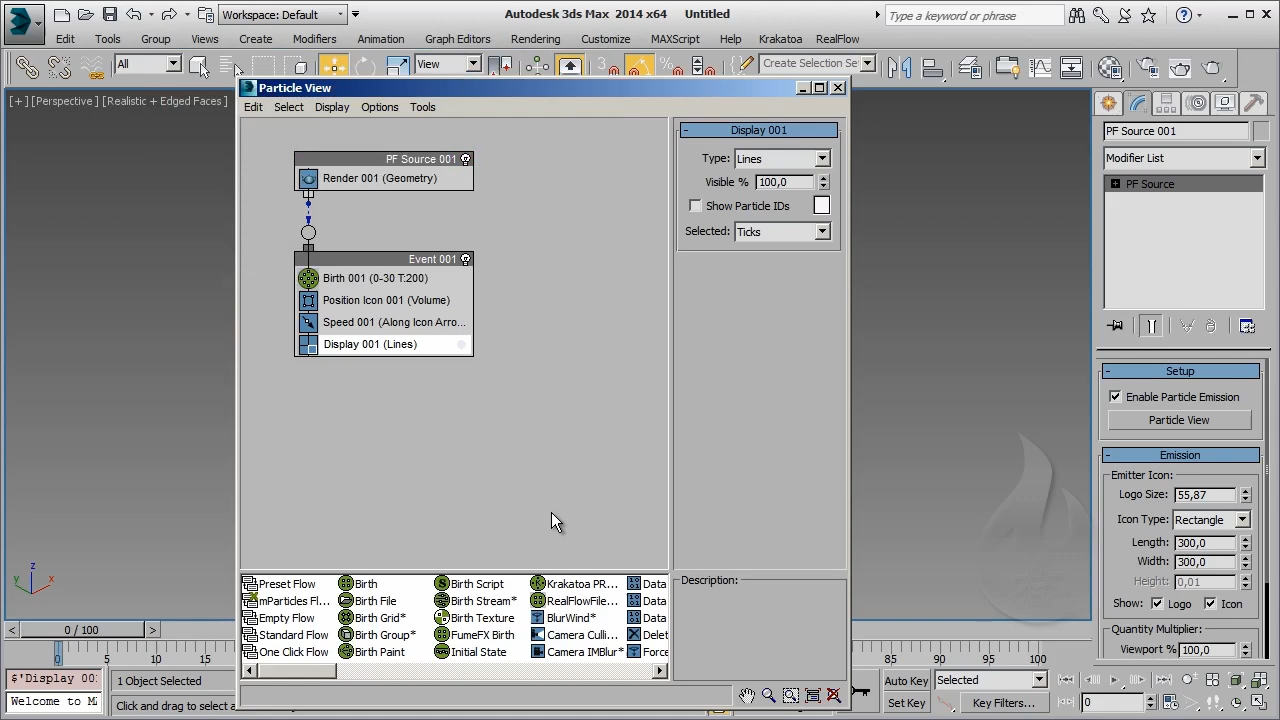 Workspace: Default
Autodesk 3ds Max 2014 x64 Untitled
Type a keyword or phrase
Edit Tools Group Views Create Modifiers Animation Graph Editors Rendering Customize MAXScript Help Krakatoa RealFlow
All View 3 Create Selection Se
[+] [Perspective] [Realistic + Edged Faces]
Particle View
Edit Select Display Options Tools
PF Source 001
Render 001 (Geometry)
Event 001
Birth 001 (0-30 T:200)
Position Icon 001 (Volume)
Speed 001 (Along Icon Arro...
Display 001 (Lines)
Display 001
Type: Lines
Visible % 100,0
Show Particle IDs
Selected: Ticks
Description:
Preset Flow Birth Birth Script Krakatoa PR... Data
mParticles Fl... Birth File Birth Stream* RealFlowFile... Data
Empty Flow Birth Grid* Birth Texture BlurWind* Data
Standard Flow Birth Group* FumeFX Birth Camera Culli... Delet
One Click Flow Birth Paint Initial State Camera IMBlur* Force
PF Source 001
Modifier List
PF Source
Setup
Enable Particle Emission
Particle View
Emission
Emitter Icon:
Logo Size: 55,87
Icon Type: Rectangle
Length: 300,0
Width: 300,0
Height: 0,01
Show: Logo Icon
Quantity Multiplier:
Viewport % 100,0
z
y x
< 0 / 100 >
0 5 10 15 85 90 95 100
$'Display 00 1 Object Selected
Welcome to M Click and drag to select a
Auto Key Selected
Set Key Key Filters... 0